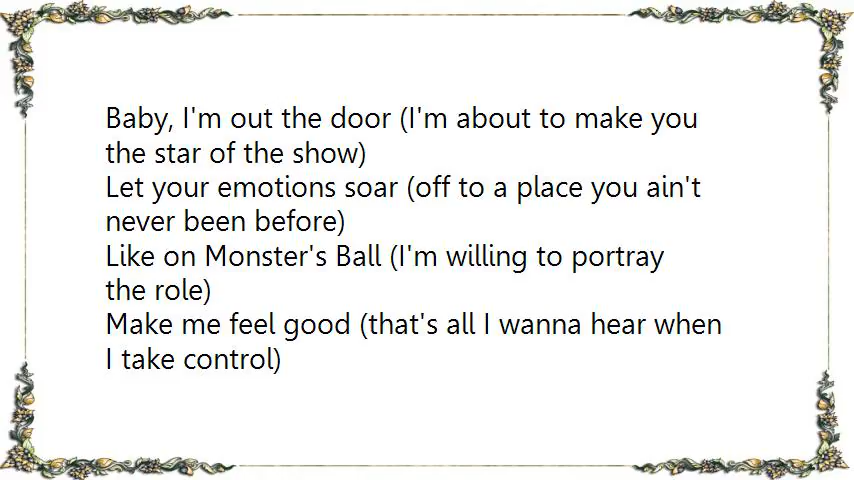 Baby, I'm out the door (I'm about to make you
the star of the show)
Let your emotions soar (off to a place you ain't
never been before)
Like on Monster's Ball (I'm willing to portray
the role)
Make me feel good (that's all I wanna hear when
I take control)